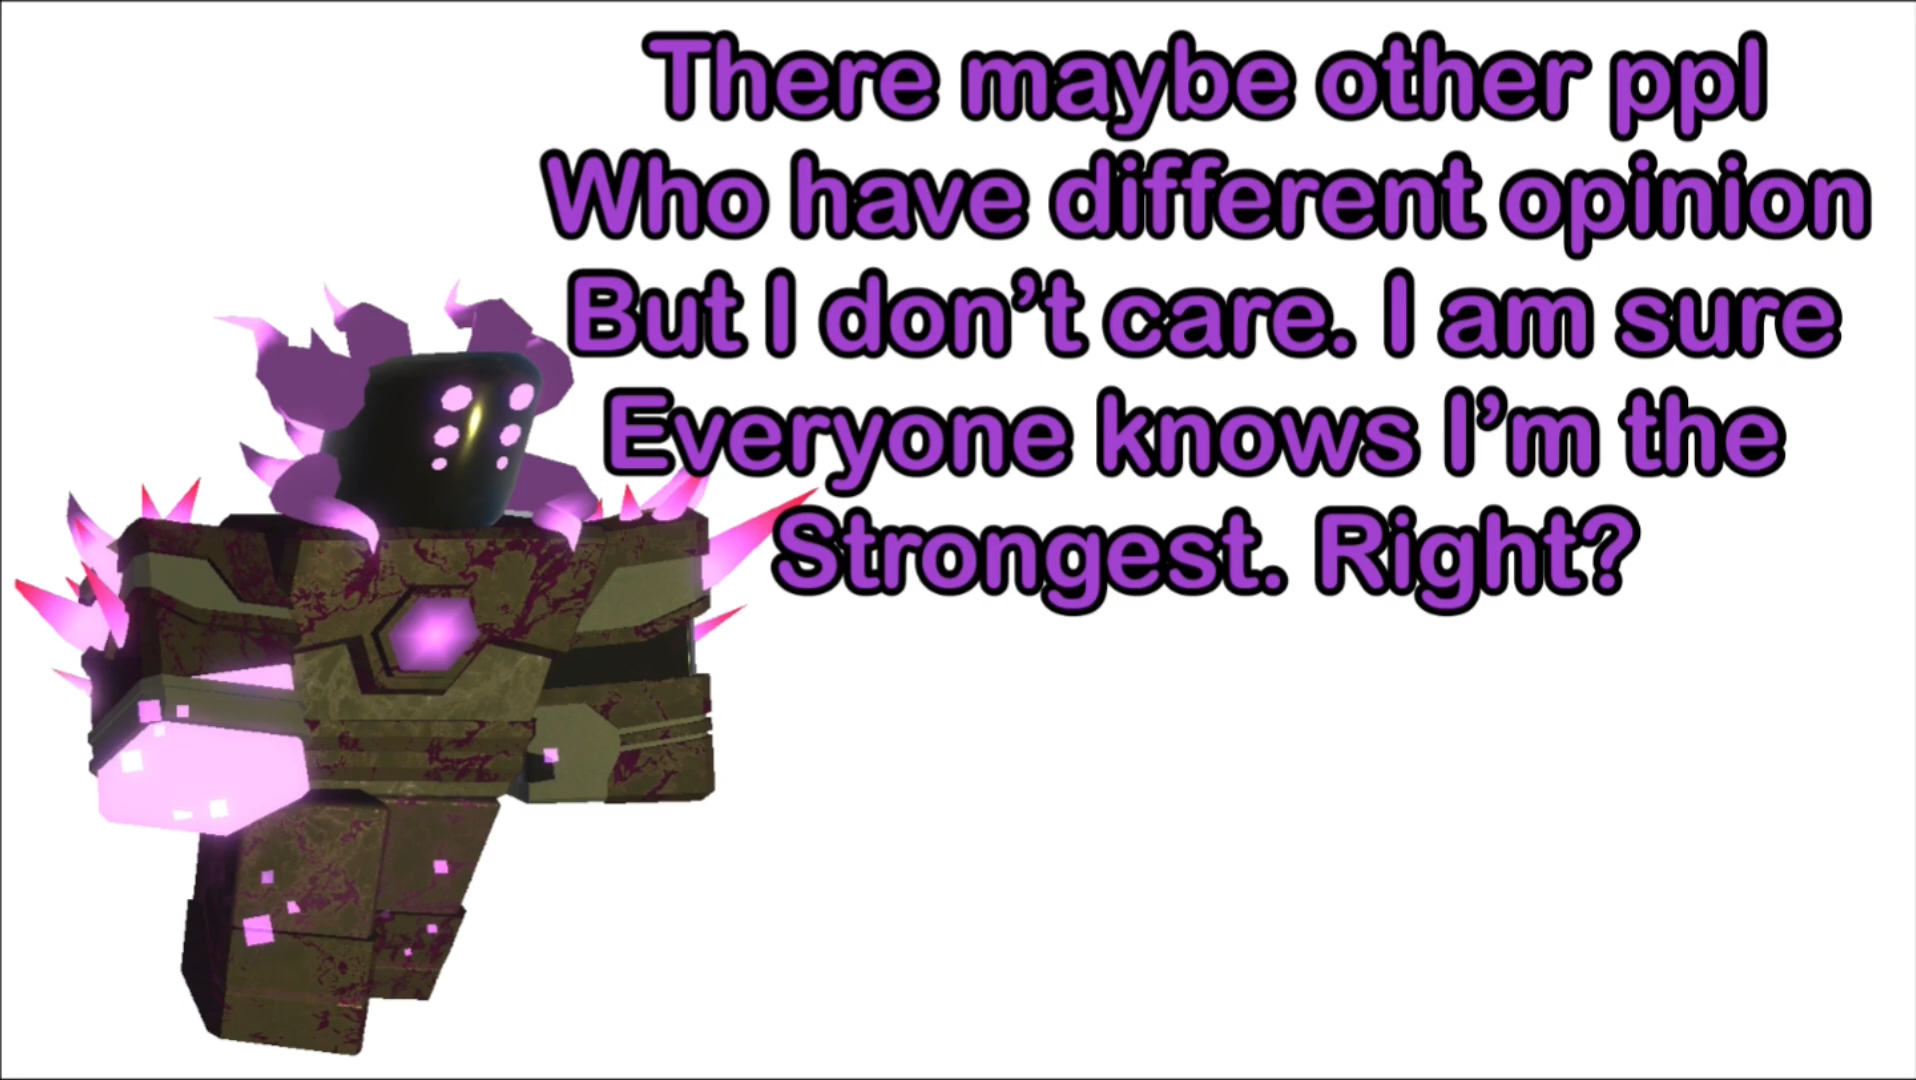 There maybe other ppl
Who have different opinion
But I don’t care. I am sure
Everyone knows I’m the
Strongest. Right?